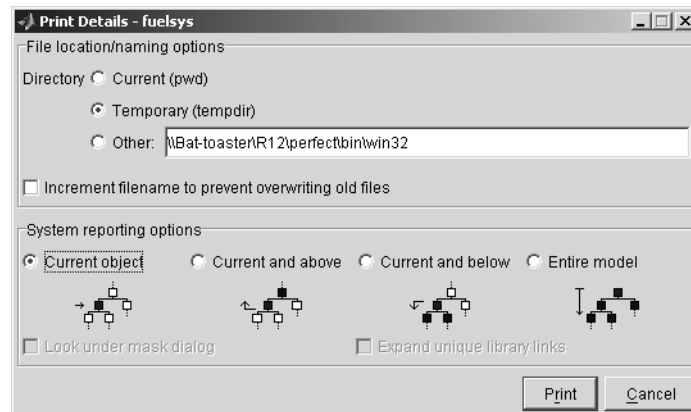 Print Details - fuelsys
File location/naming options
Directory Current (pwd)
Temporary (tempdir)
Other: \\Bat-toaster\R12\perfect\bin\win32
Increment filename to prevent overwriting old files
System reporting options
Current object Current and above Current and below Entire model
Look under mask dialog Expand unique library links
Print Cancel